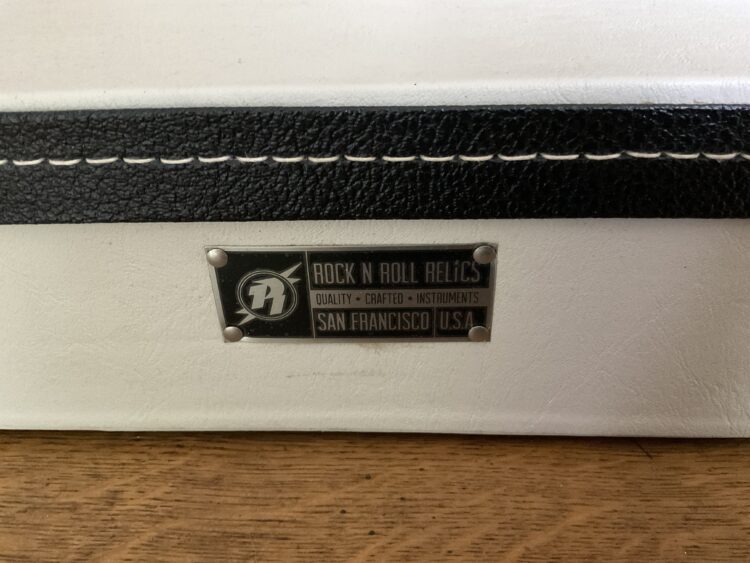 R
ROCK N ROLL RELiCS
QUALITY • CRAFTED • INSTRUMENTS
SAN FRANCISCO U.S.A.